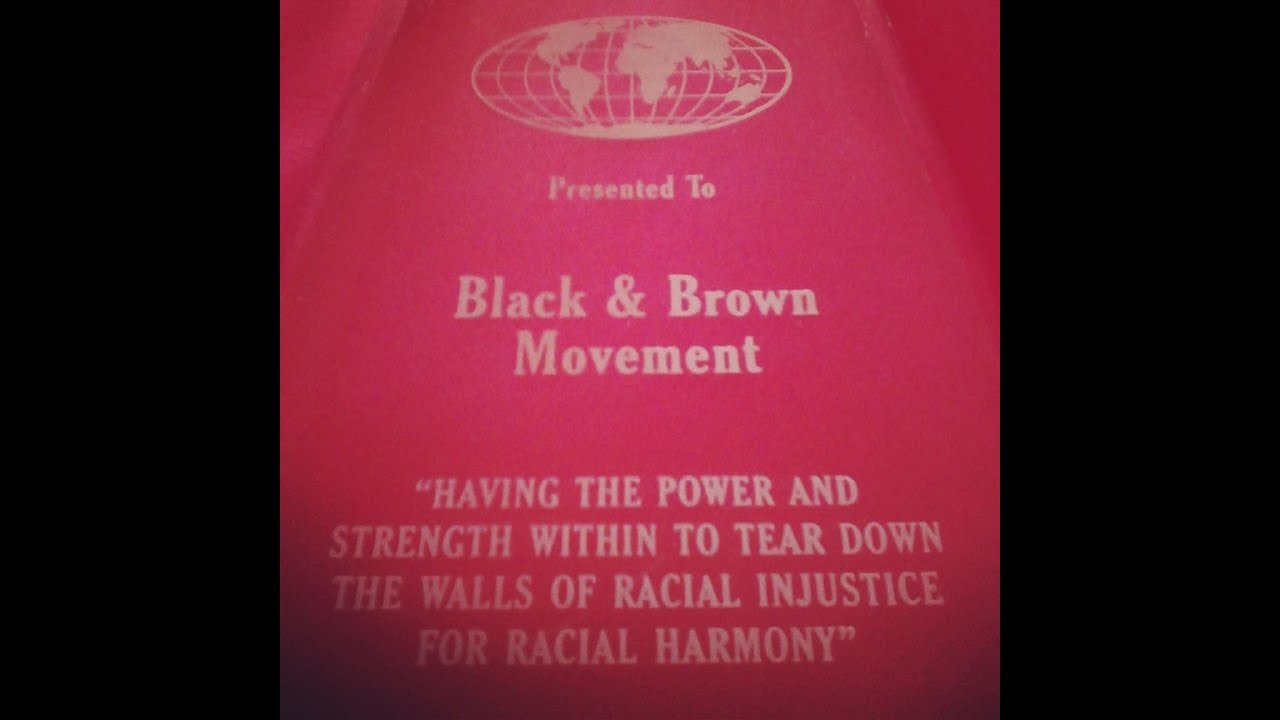 Presented To
Black & Brown
Movement
“HAVING THE POWER AND
STRENGTH WITHIN TO TEAR DOWN
THE WALLS OF RACIAL INJUSTICE
FOR RACIAL HARMONY”